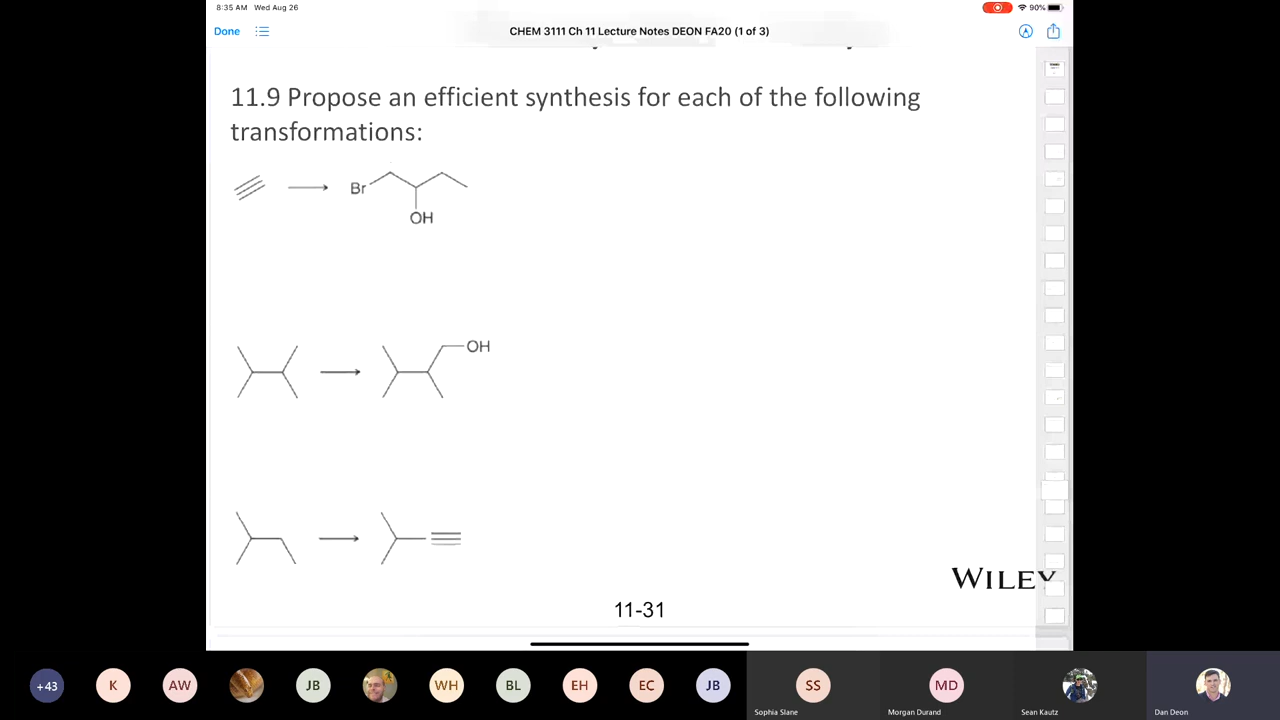 8:35 AM Wed Aug 26
90%
Done
CHEM 3111 Ch 11 Lecture Notes DEON FA20 (1 of 3)
11.9 Propose an efficient synthesis for each of the following
transformations:
Br
OH
OH
WILEY
11-31
+43
K
AW
JB
WH
BL
EH
EC
JB
SS
MD
Sophia Slane
Morgan Durand
Sean Kautz
Dan Deon